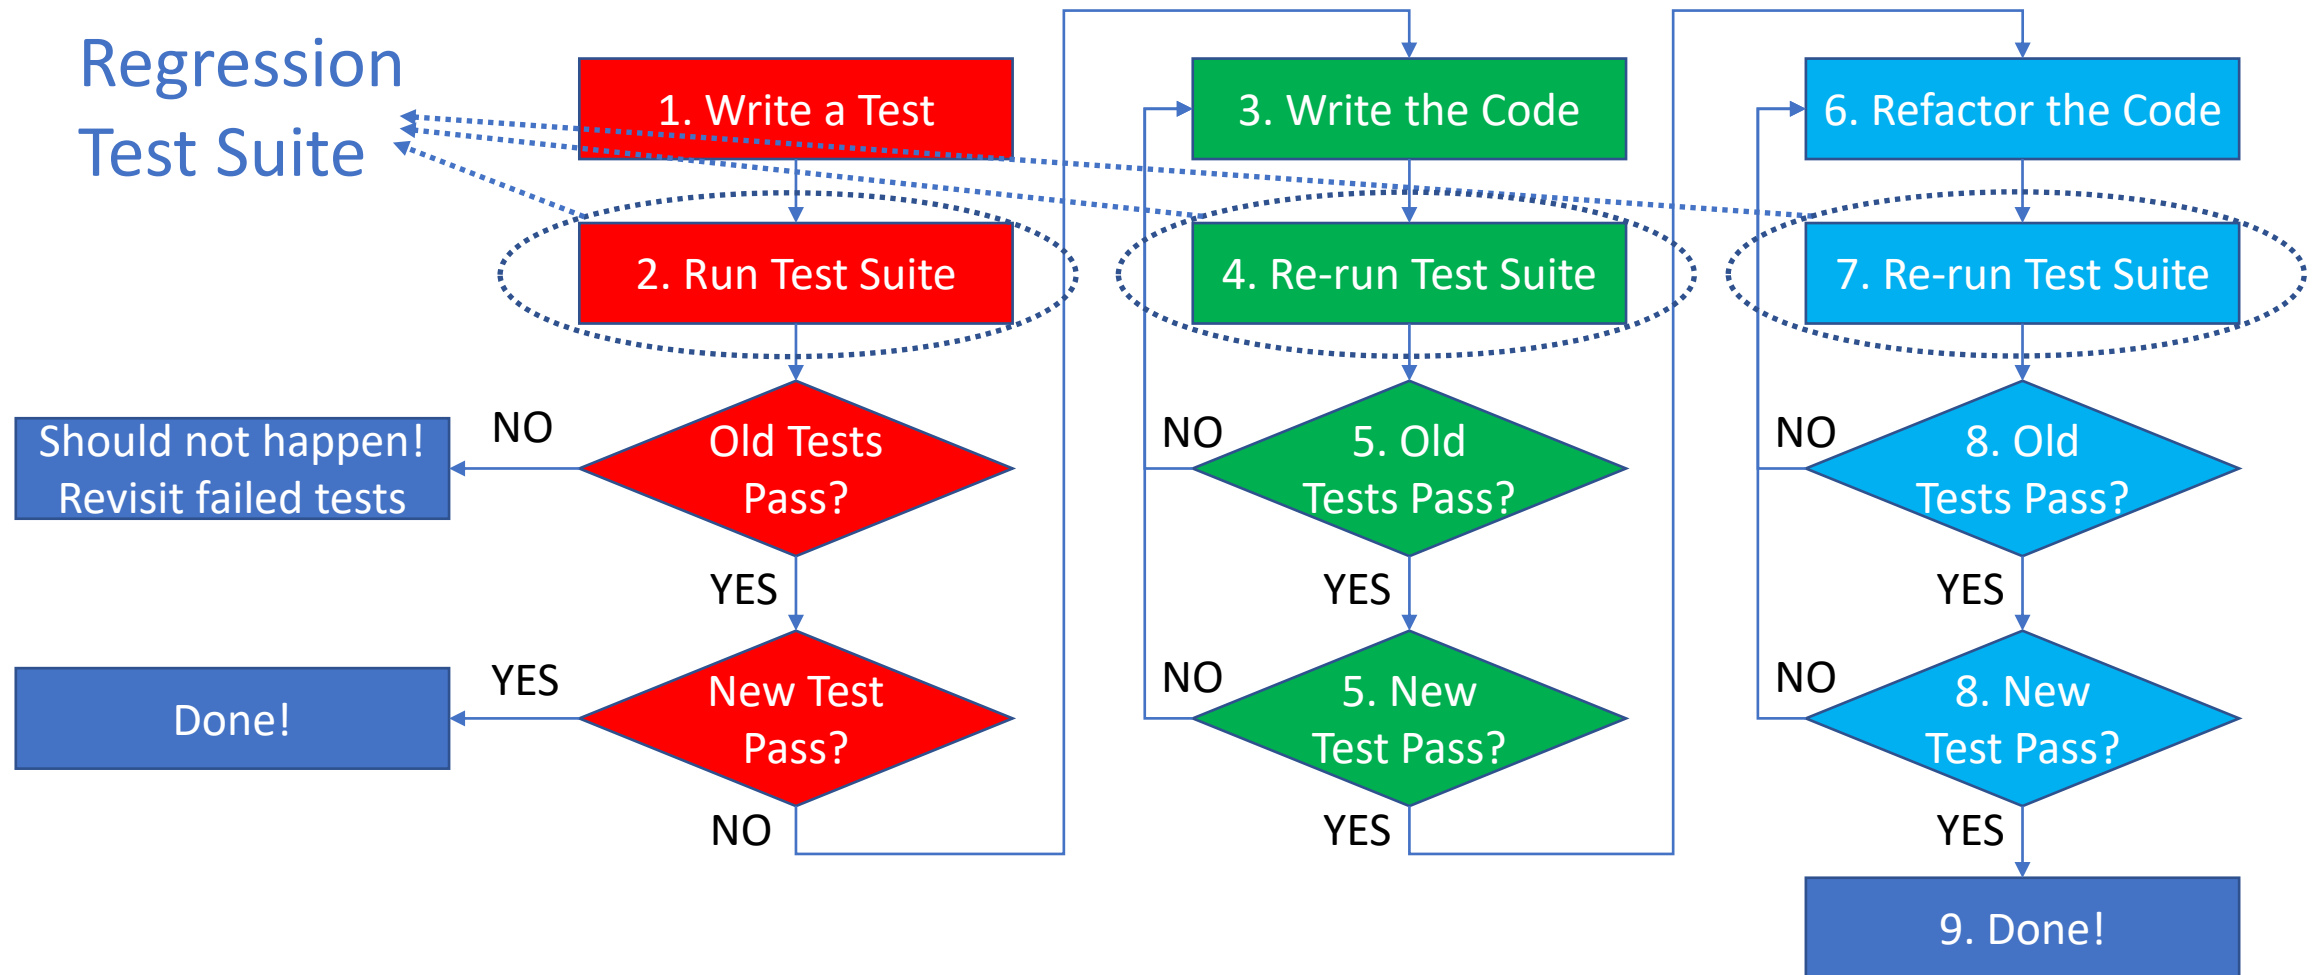 Regression
Test Suite
1. Write a Test
2. Run Test Suite
Old Tests
Pass?
NO
Should not happen!
Revisit failed tests
YES
New Test
Pass?
YES
Done!
NO
3. Write the Code
4. Re-run Test Suite
5. Old
Tests Pass?
NO
YES
5. New
Test Pass?
NO
YES
6. Refactor the Code
7. Re-run Test Suite
8. Old
Tests Pass?
NO
YES
8. New
Test Pass?
NO
YES
9. Done!